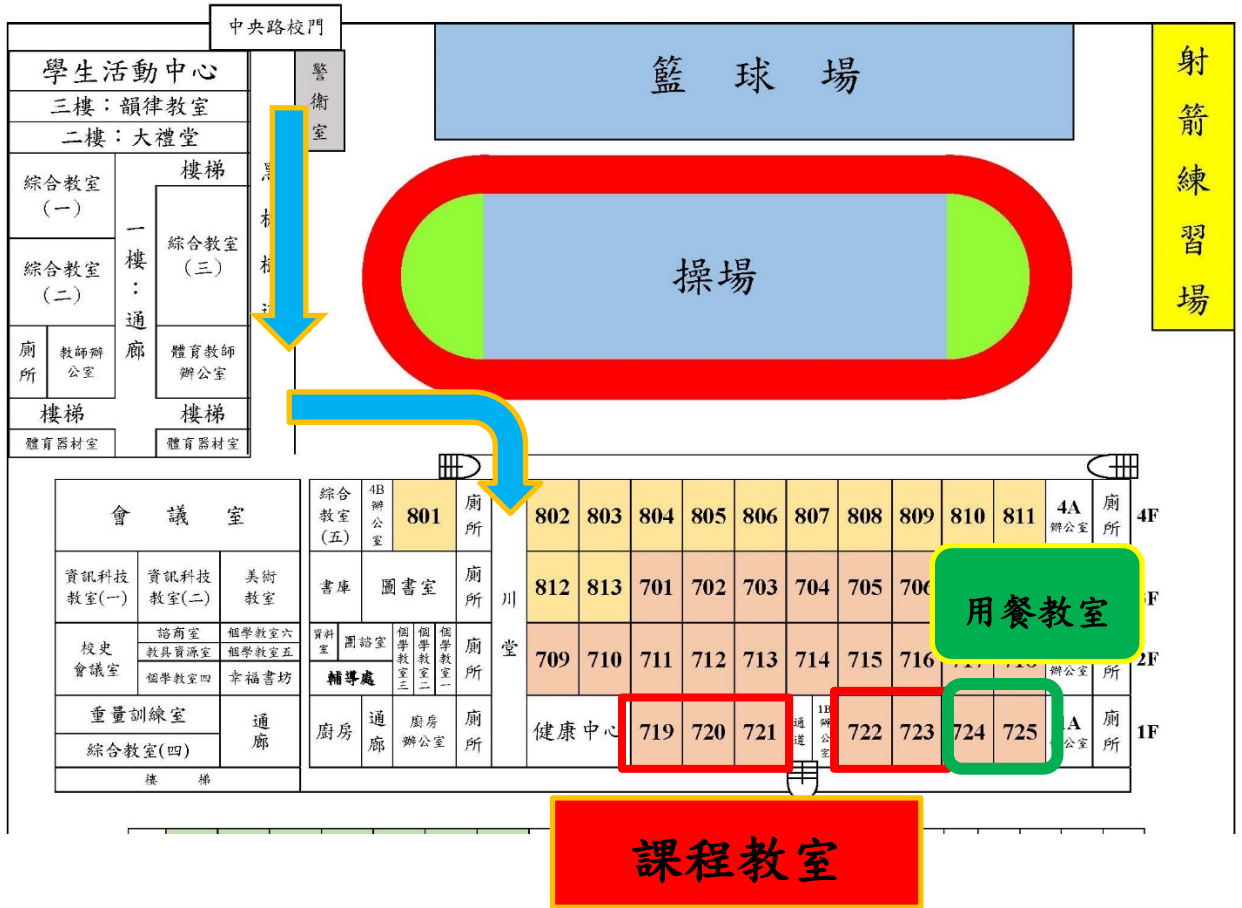 中央路校門
學生活動中心
三樓：韻律教室
二樓：大禮堂
綜合教室
(一)
綜合教室
(二)
廁所
教師辦
公室
樓梯
體育器材室
一樓：通廊
樓梯
綜合教室
(三)
體育教師
辦公室
樓梯
體育器材室
警衛室
籃球場
操場
射箭練習場
會議室
綜合
教室
(五)
4B
辦公室
801
廁所
川堂
802 803 804 805 806 807 808 809 810 811
4A
辦公室
廁所
4F
資訊科技
教室(一)
資訊科技
教室(二)
美術
教室
書庫
圖書室
廁所
812 813 701 702 703 704 705 706
用餐教室
校史
會議室
諮商室
教具資源室
個學教室四
個學教室六
個學教室五
幸福書坊
資料室
團諮室
輔導處
個學教室三
個學教室二
個學教室一
廁所
709 710 711 712 713 714 715 716
辦公室
廁所
2F
重量訓練室
綜合教室(四)
通廊
廚房
通廊
廚房
辦公室
廁所
健康中心
719 720 721
通道
1B
辦公室
722 723 724 725
1A
公室
廁所
1F
樓梯
課程教室